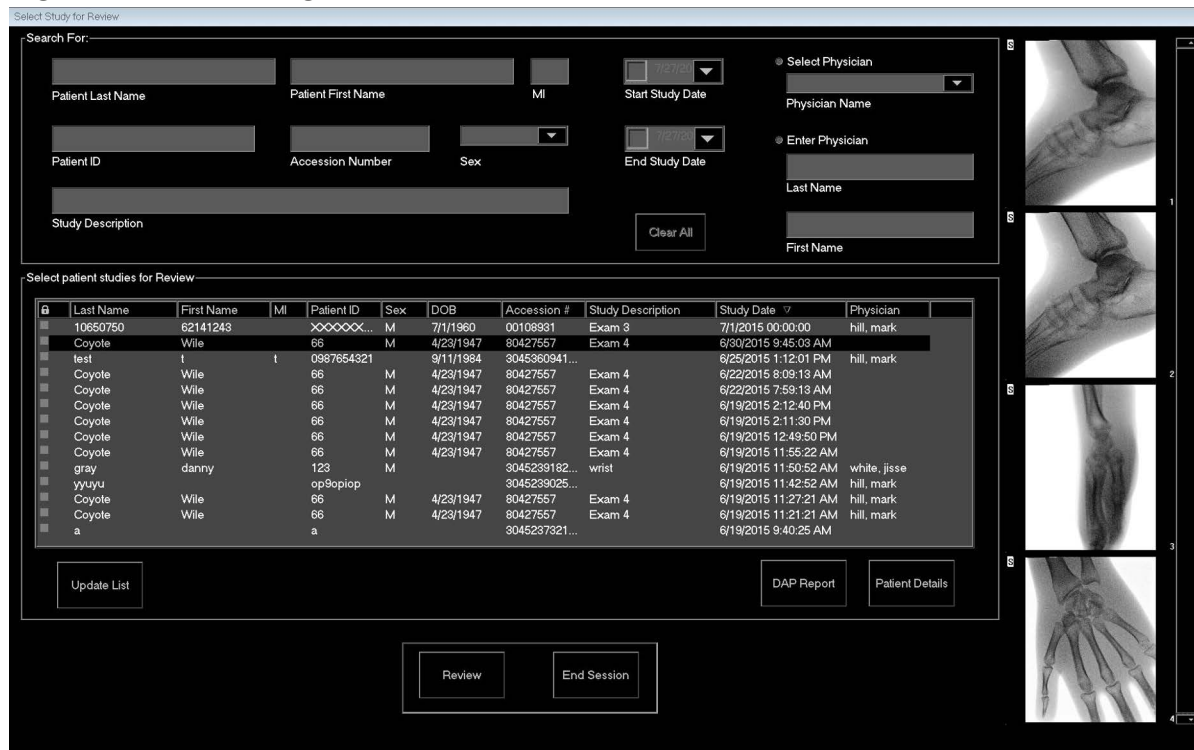 Select Study for Review
Search For:
Patient Last Name
Patient First Name
MI
Start Study Date
Select Physician
Physician Name
Patient ID
Accession Number
Sex
End Study Date
Enter Physician
Last Name
Study Description
Clear All
First Name
Select patient studies for Review
Last Name First Name MI Patient ID Sex DOB Accession # Study Description Study Date ▽ Physician
10650750 62141243 XXXXXX... M 7/1/1960 00108931 Exam 3 7/1/2015 00:00:00 hill, mark
Coyote Wile 66 M 4/23/1947 80427557 Exam 4 6/30/2015 9:45:03 AM
test t t 0987654321 9/11/1984 3045360941... 6/25/2015 1:12:01 PM hill, mark
Coyote Wile 66 M 4/23/1947 80427557 Exam 4 6/22/2015 8:09:13 AM
Coyote Wile 66 M 4/23/1947 80427557 Exam 4 6/22/2015 7:59:13 AM
Coyote Wile 66 M 4/23/1947 80427557 Exam 4 6/19/2015 2:12:40 PM
Coyote Wile 66 M 4/23/1947 80427557 Exam 4 6/19/2015 2:11:30 PM
Coyote Wile 66 M 4/23/1947 80427557 Exam 4 6/19/2015 12:49:50 PM
Coyote Wile 66 M 4/23/1947 80427557 Exam 4 6/19/2015 11:55:22 AM
gray danny 123 M 3045239182... wrist 6/19/2015 11:50:52 AM white, jisse
yyuyu op9opiop 3045239025... 6/19/2015 11:42:52 AM hill, mark
Coyote Wile 66 M 4/23/1947 80427557 Exam 4 6/19/2015 11:27:21 AM hill, mark
Coyote Wile 66 M 4/23/1947 80427557 Exam 4 6/19/2015 11:21:21 AM hill, mark
a a 3045237321... 6/19/2015 9:40:25 AM
Update List
DAP Report
Patient Details
Review
End Session
S
1
S
2
S
3
S
4